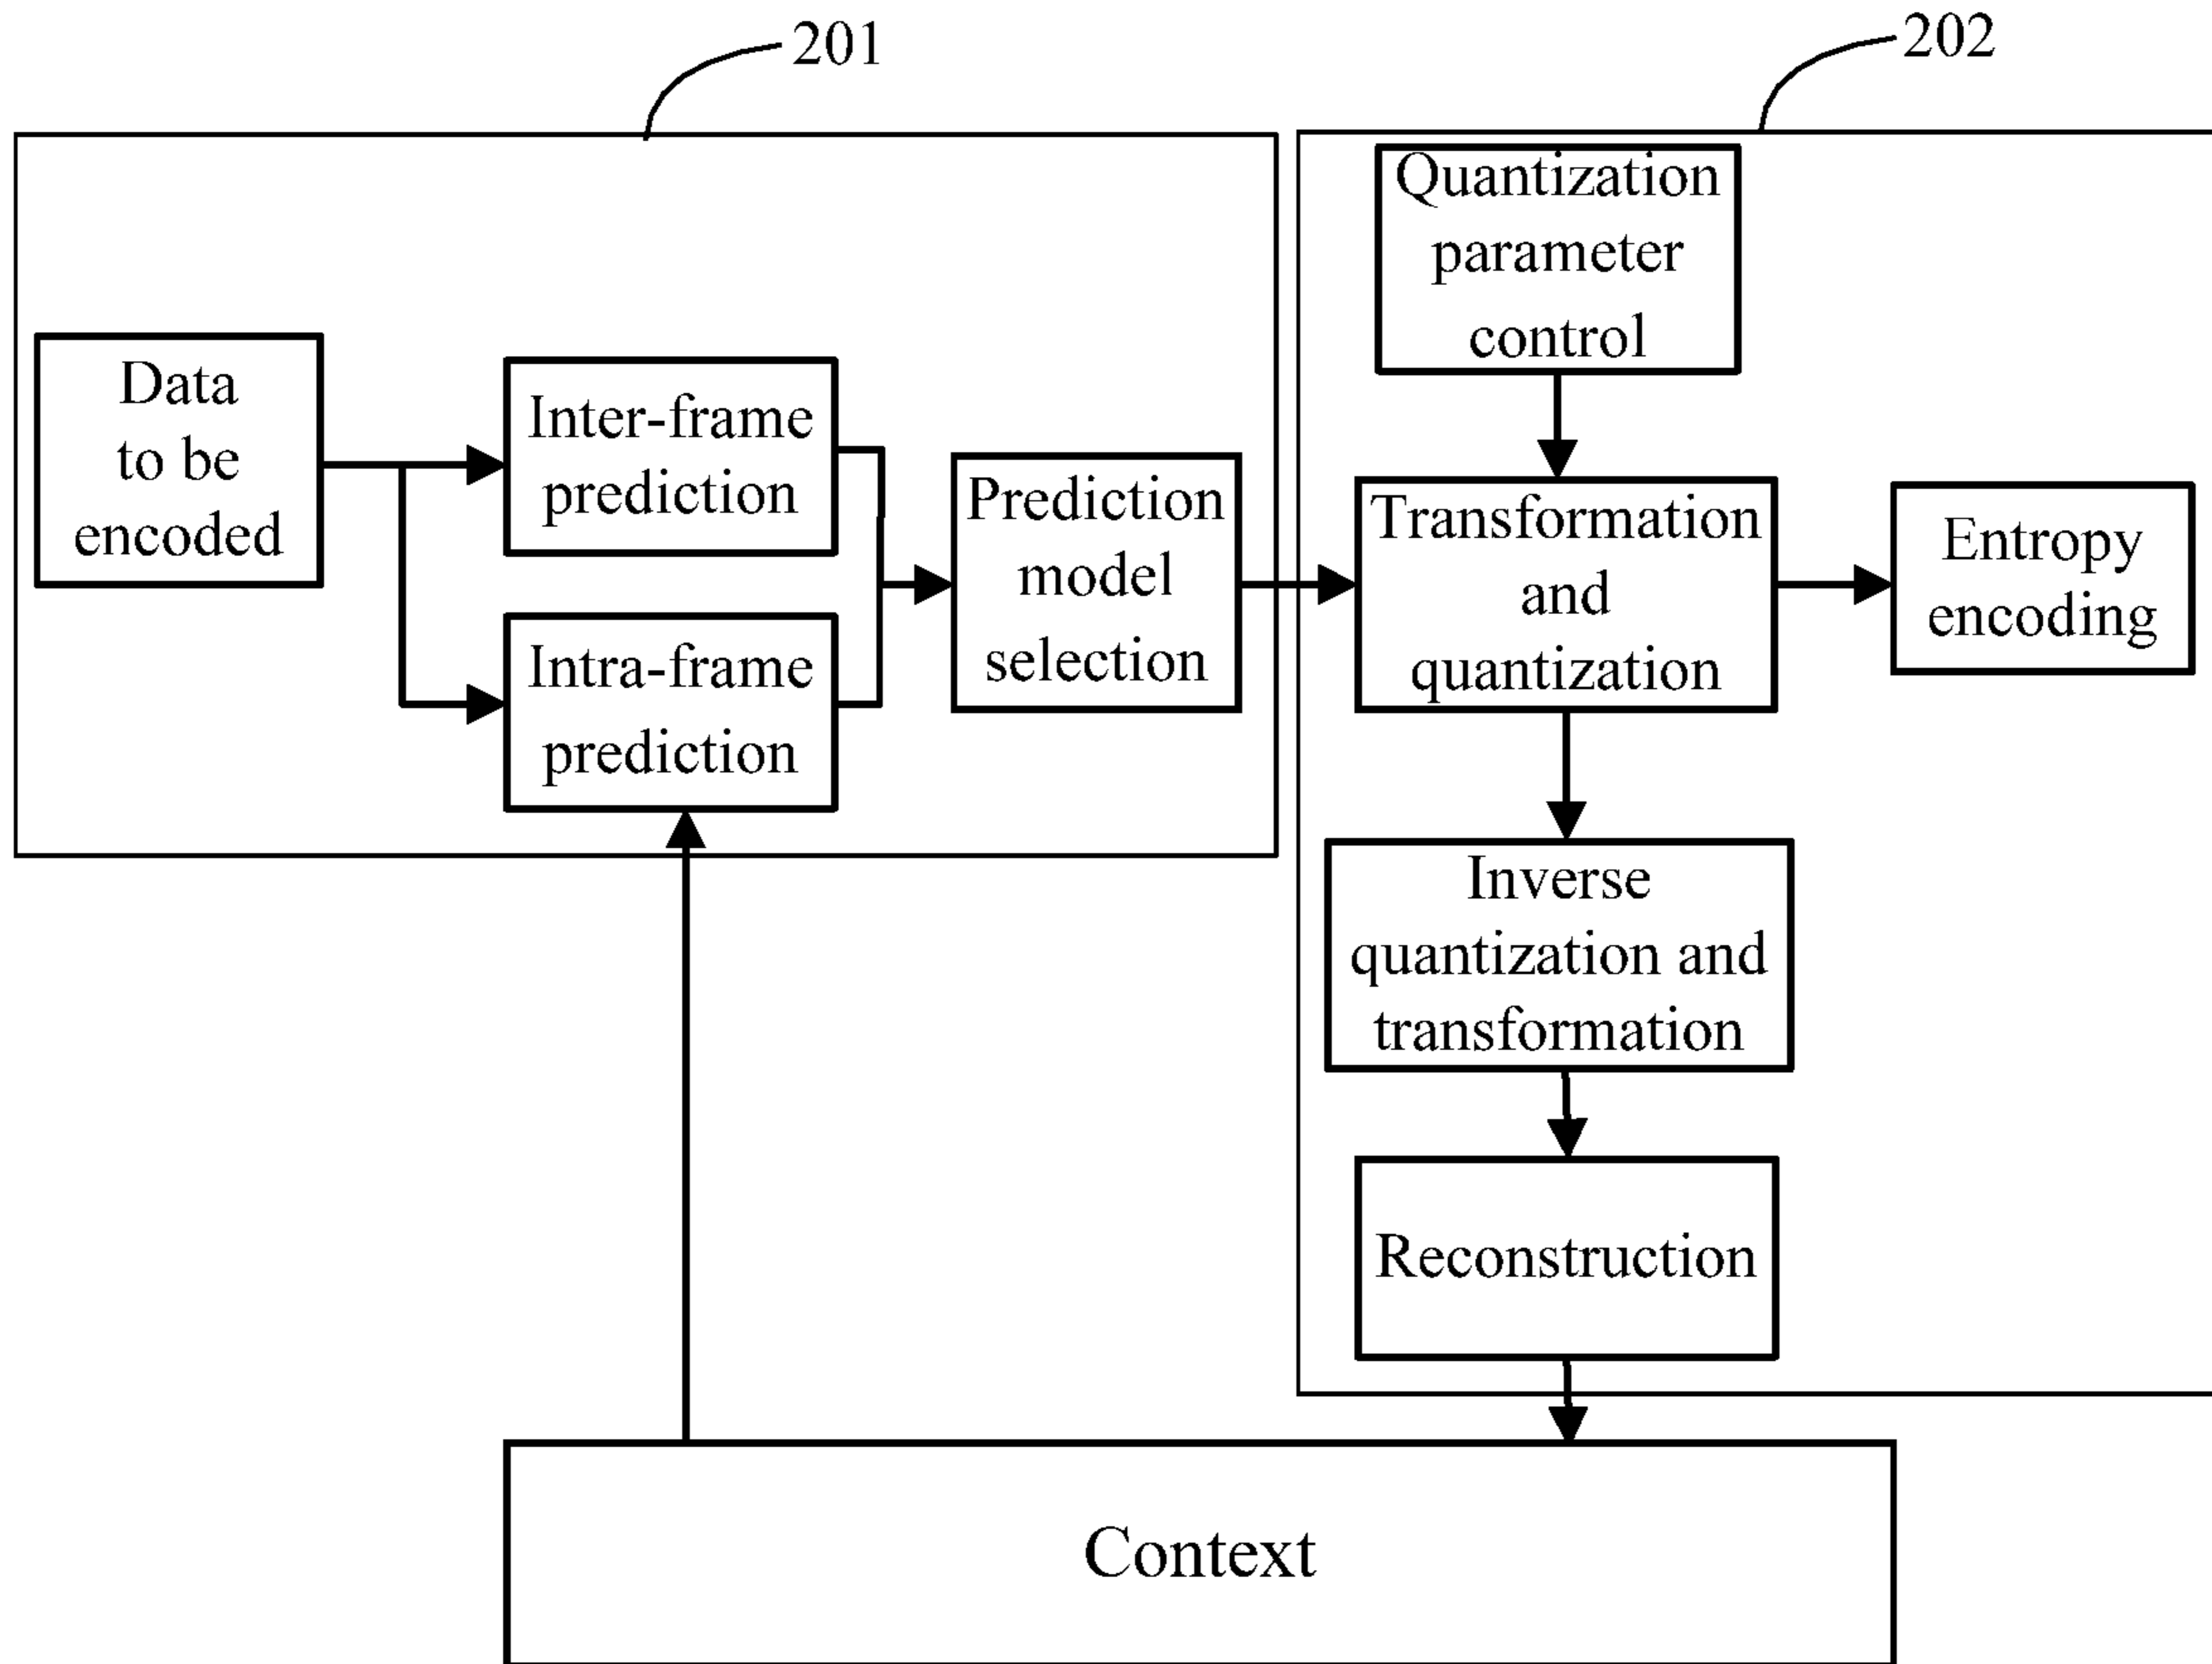 201
202
Data
to be
encoded
Inter-frame
prediction
Intra-frame
prediction
Prediction
model
selection
Quantization
parameter
control
Transformation
and
quantization
Entropy
encoding
Inverse
quantization and
transformation
Reconstruction
Context